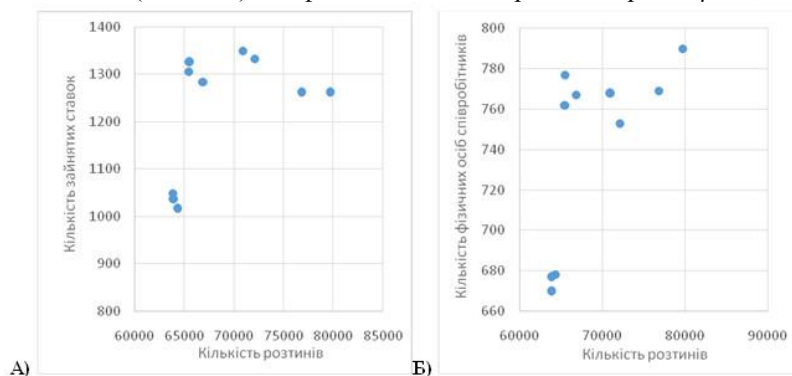 1400
1300
1200
1100
1000
900
800
60000 65000 70000 75000 80000 85000
Кількість розтинів
Кількість зайнятих ставок
А)
800
780
760
740
720
700
680
660
60000 70000 80000 90000
Кількість розтинів
Кількість фізичних осіб співробітників
Б)